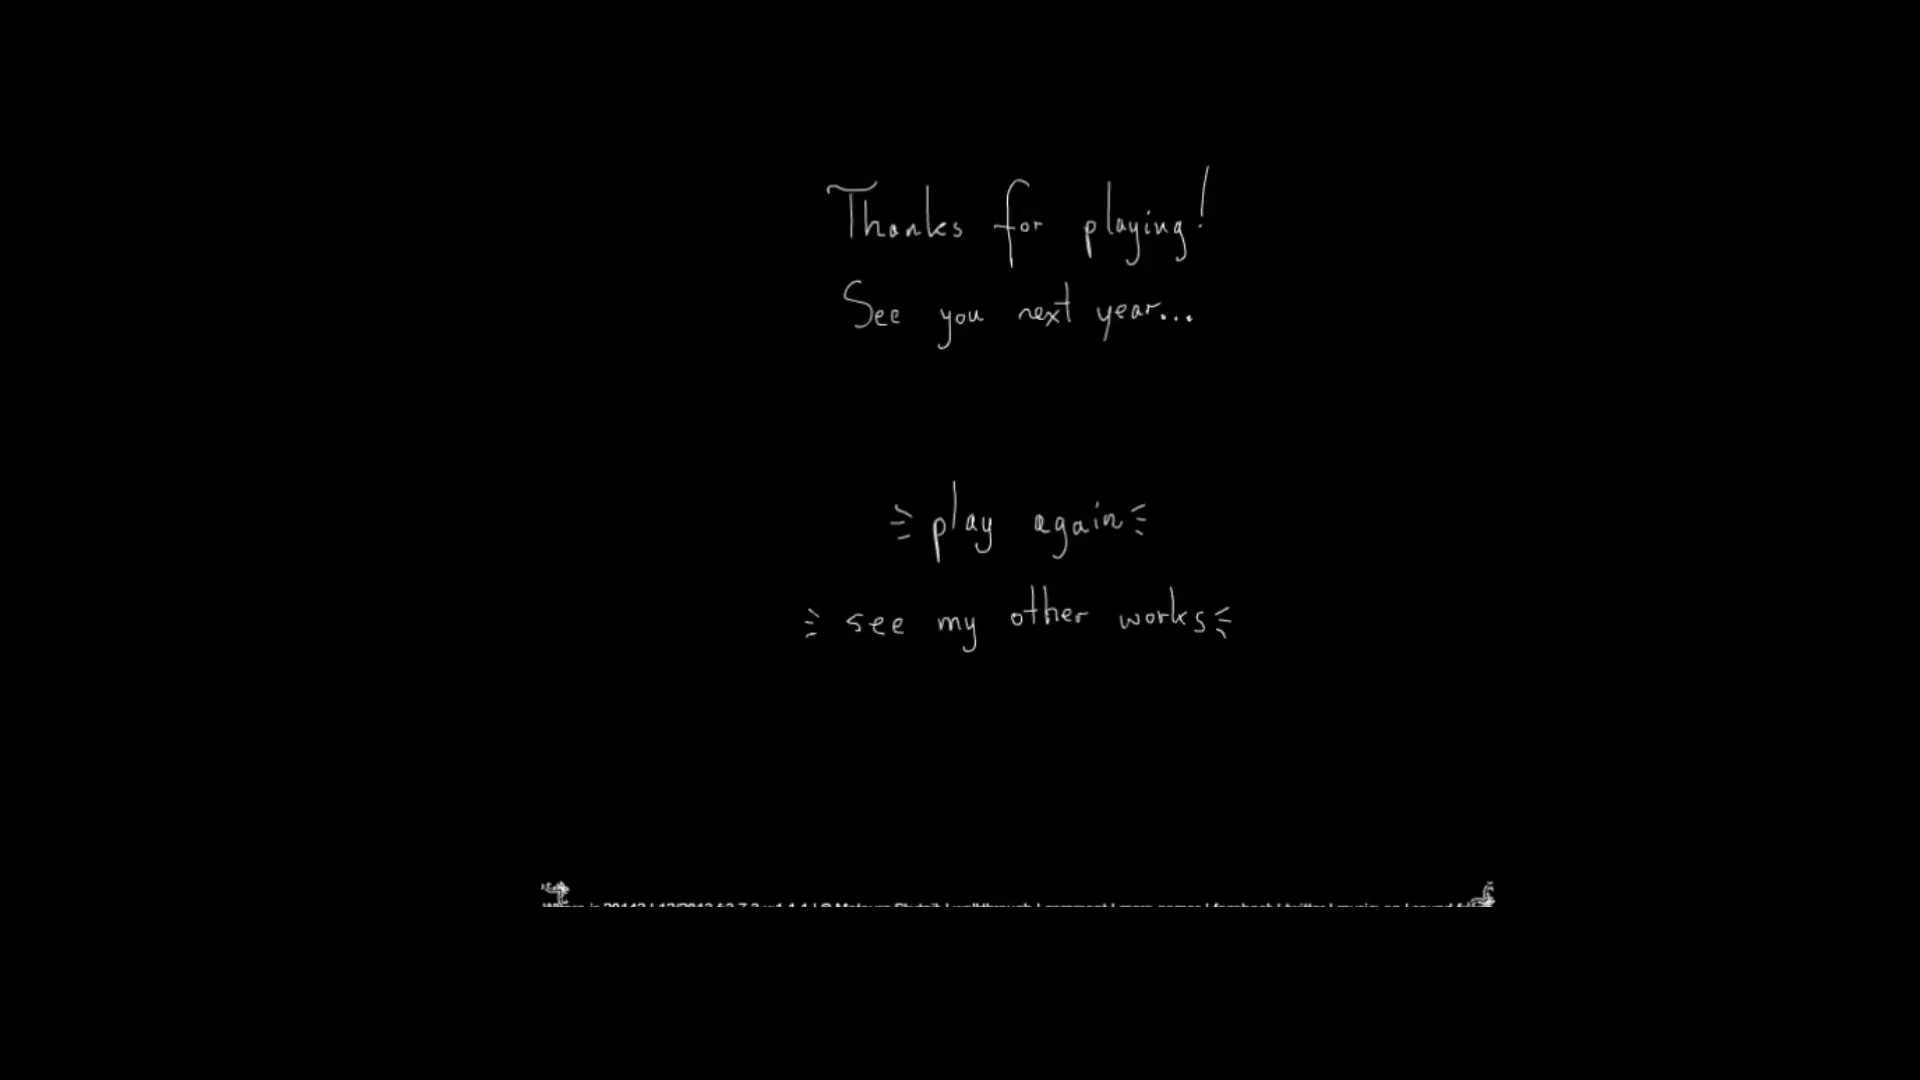 Thanks for playing!
See you next year...
play again
see my other works